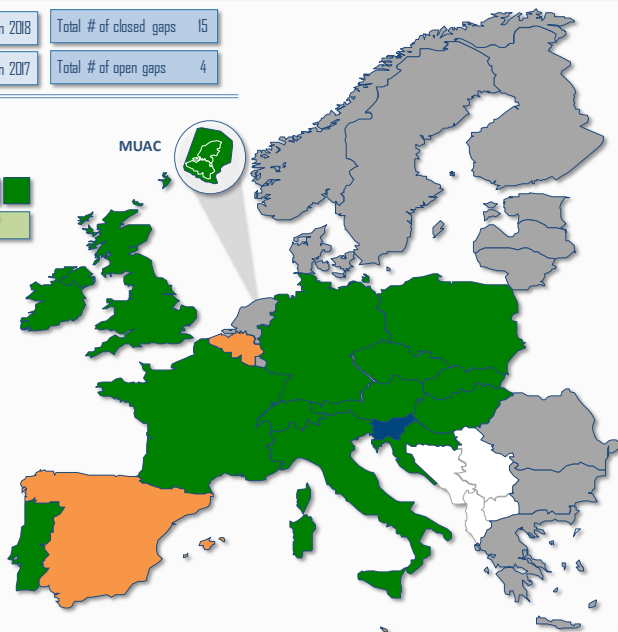 2018
Total # of closed gaps 15
2017
Total # of open gaps 4
MUAC